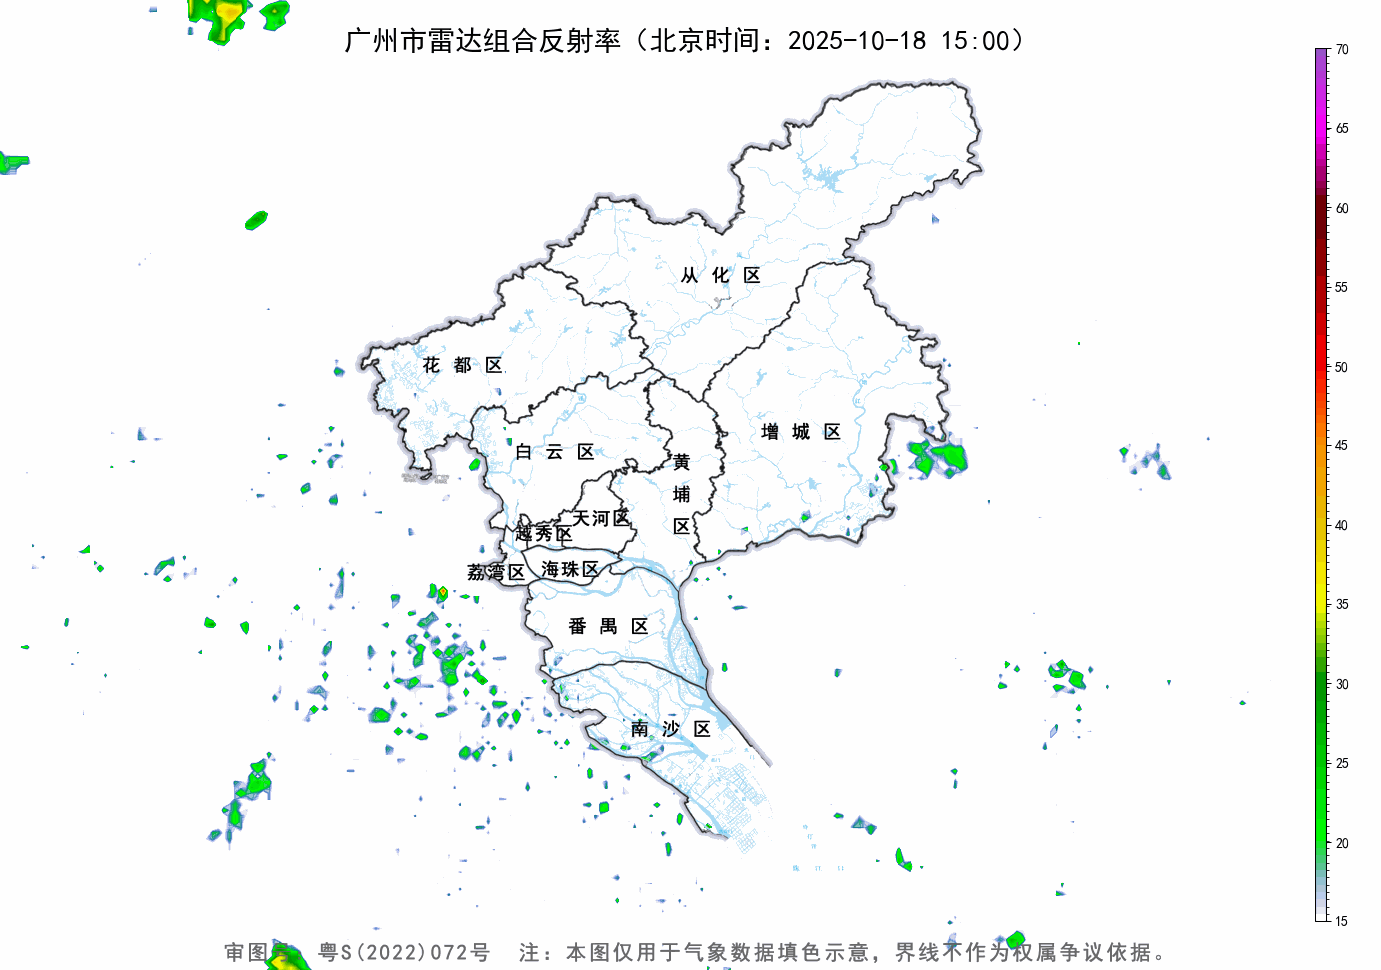 广州市雷达组合反射率（北京时间：2025-10-18 15:00）
70
65
60
55
50
45
40
35
30
25
20
15
从化区
花都区
增城区
白云区
黄埔区
天河区
越秀区
荔湾区
海珠区
番禺区
南沙区
审图号：粤S(2022)072号 注：本图仅用于气象数据填色示意，界线不作为权属争议依据。